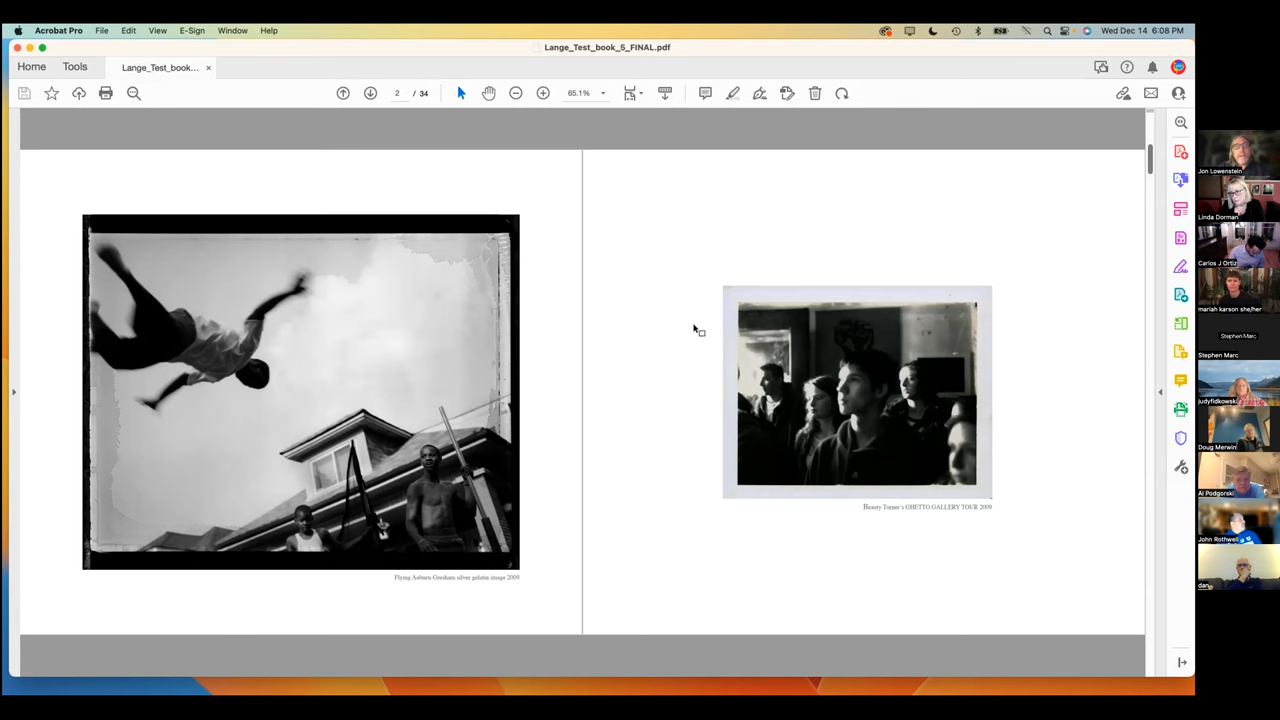 Acrobat Pro File Edit View E-Sign Window Help Wed Dec 14 6:08 PM
Lange_Test_book_5_FINAL.pdf
Home Tools Lange_Test_book... ×
2 / 34 65.1%
Flying Auburn Gresham silver gelatin image 2009
Beauty Turner's GHETTO GALLERY TOUR 2009
Jon Lowenstein
Linda Dorman
Carlos J Ortiz
mariah karson she/her
Stephen Marc
Stephen Marc
judyfidkowski
Doug Merwin
Al Podgorski
John Rothwell
dan